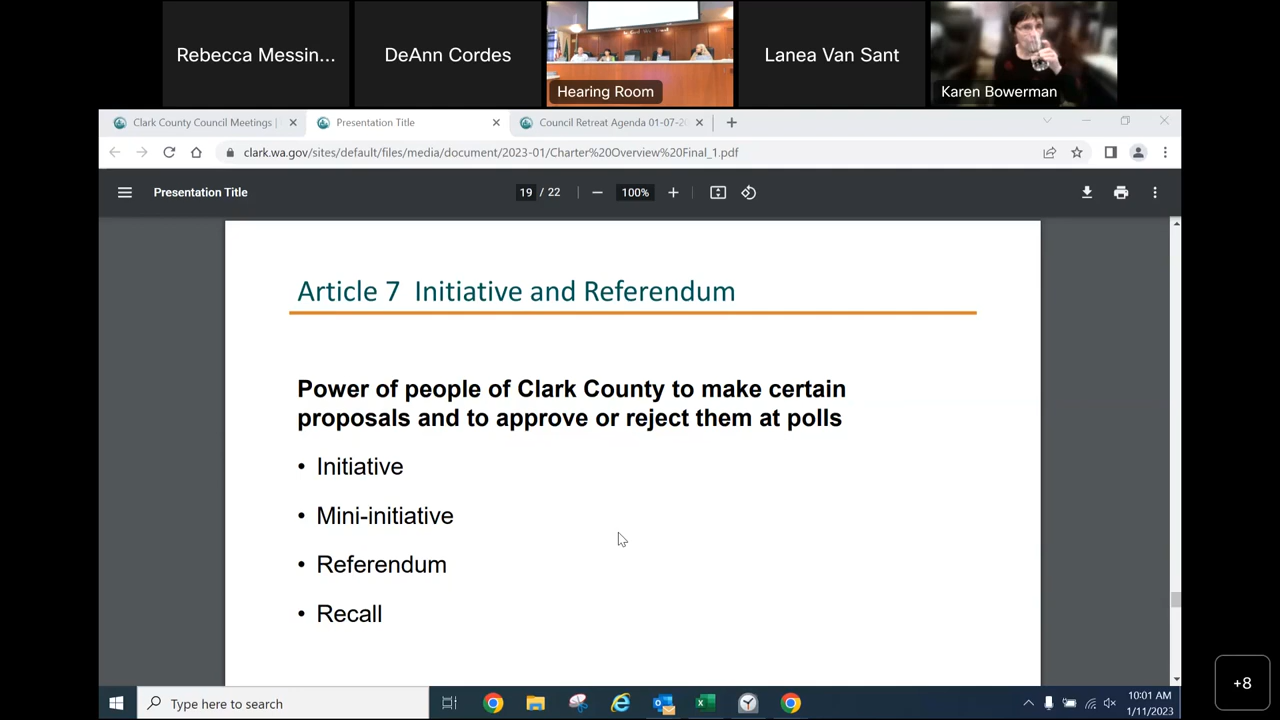 Rebecca Messin...
DeAnn Cordes
Hearing Room
Lanea Van Sant
Karen Bowerman
Clark County Council Meetings |
Presentation Title
Council Retreat Agenda 01-07-2
clark.wa.gov/sites/default/files/media/document/2023-01/Charter%20Overview%20Final_1.pdf
Presentation Title
19 / 22
100%
Article 7 Initiative and Referendum
Power of people of Clark County to make certain
proposals and to approve or reject them at polls
• Initiative
• Mini-initiative
• Referendum
• Recall
+8
Type here to search
10:01 AM
1/11/2023